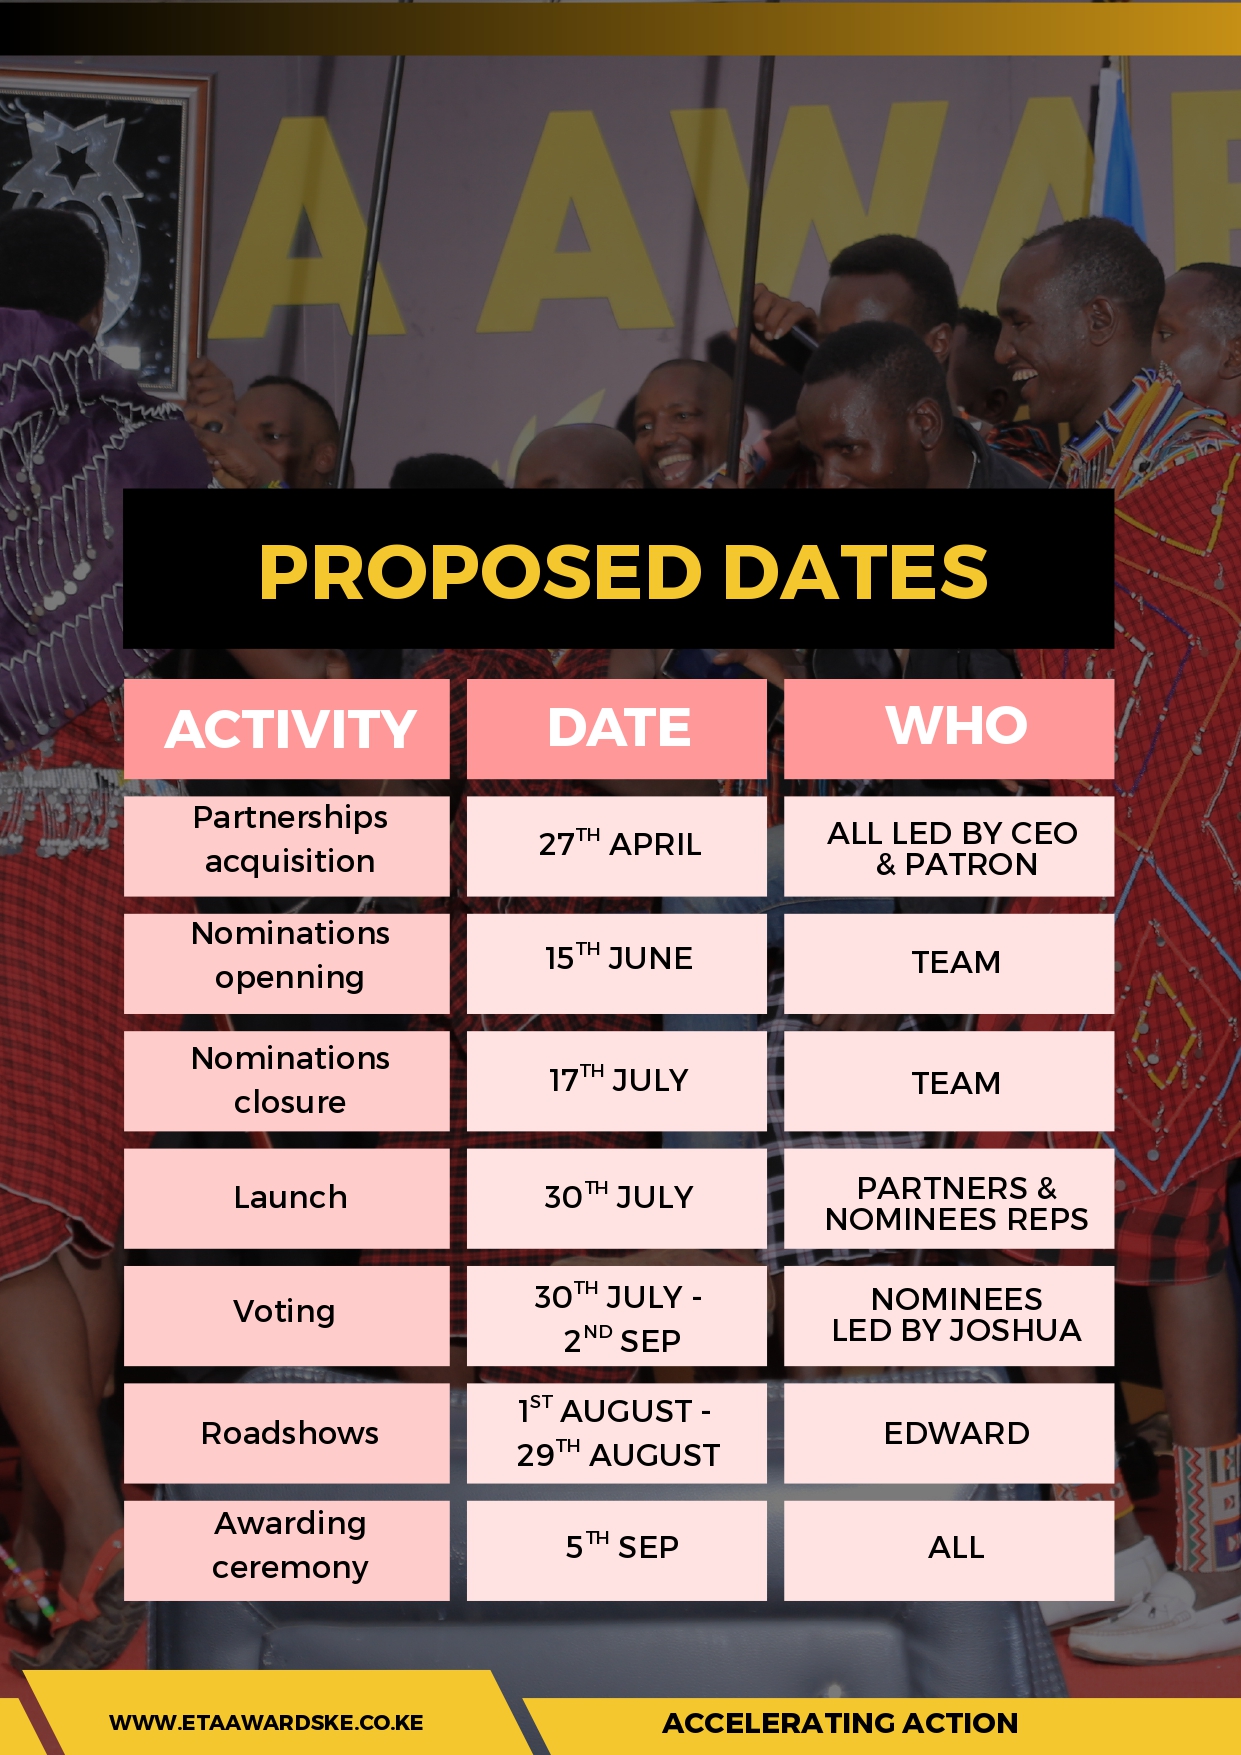 A AWAR
PROPOSED DATES
ACTIVITY
DATE
WHO
Partnerships
acquisition
27TH APRIL
ALL LED BY CEO
& PATRON
Nominations
openning
15TH JUNE
TEAM
Nominations
closure
17TH JULY
TEAM
Launch
30TH JULY
PARTNERS &
NOMINEES REPS
Voting
30TH JULY -
2ND SEP
NOMINEES
LED BY JOSHUA
Roadshows
1ST AUGUST -
29TH AUGUST
EDWARD
Awarding
ceremony
5TH SEP
ALL
WWW.ETAAWARDSKE.CO.KE
ACCELERATING ACTION